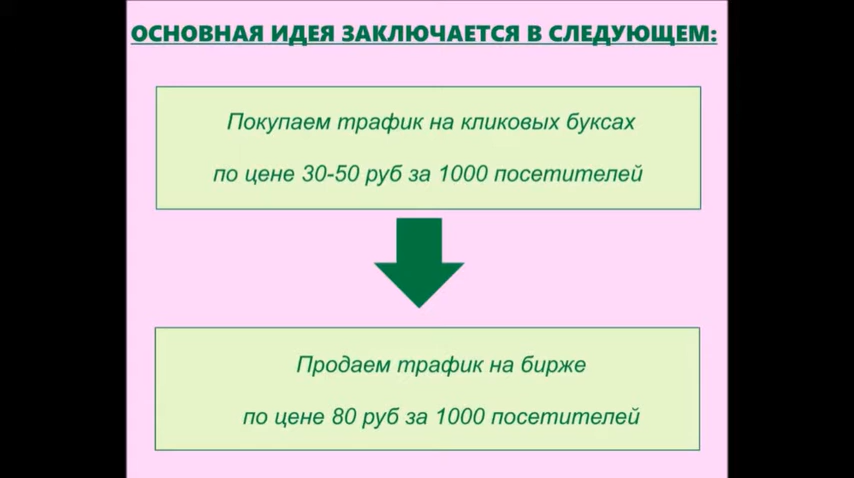 ОСНОВНАЯ ИДЕЯ ЗАКЛЮЧАЕТСЯ В СЛЕДУЮЩЕМ:
Покупаем трафик на кликовых буксах
по цене 30-50 руб за 1000 посетителей
Продаем трафик на бирже
по цене 80 руб за 1000 посетителей